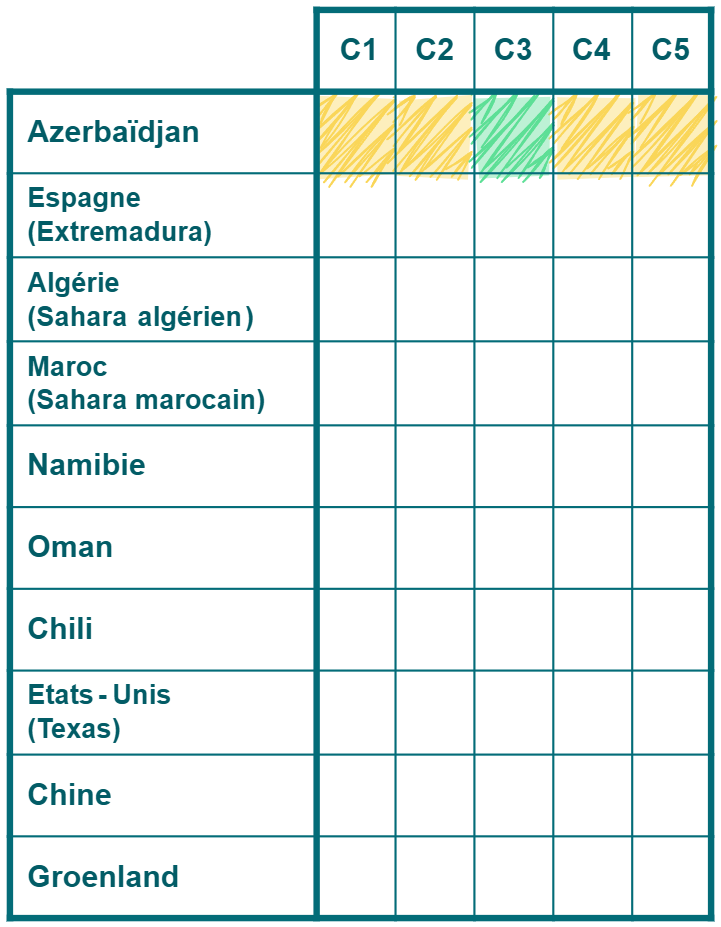 C1 C2 C3 C4 C5
Azerbaïdjan
Espagne
(Extremadura)
Algérie
(Sahara algérien)
Maroc
(Sahara marocain)
Namibie
Oman
Chili
Etats-Unis
(Texas)
Chine
Groenland